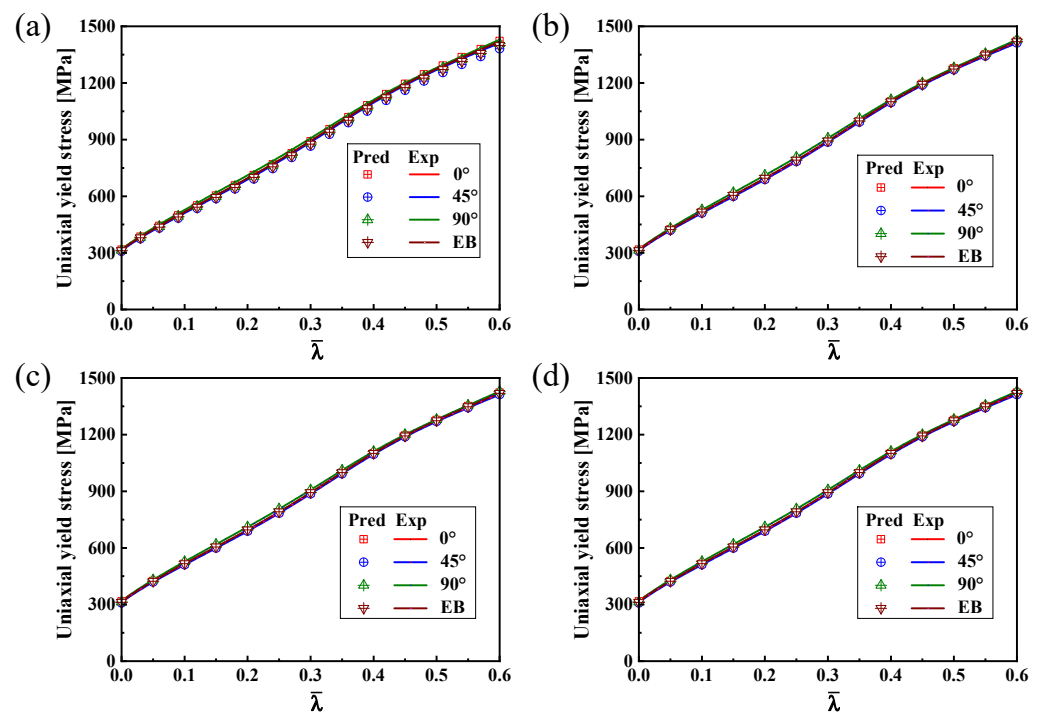 (a)
Uniaxial yield stress [MPa]
1500
1200
900
600
300
0
Pred Exp
0°
45°
90°
EB
0.0 0.1 0.2 0.3 0.4 0.5 0.6
λ̄
(b)
Uniaxial yield stress [MPa]
1500
1200
900
600
300
0
Pred Exp
0°
45°
90°
EB
0.0 0.1 0.2 0.3 0.4 0.5 0.6
λ̄
(c)
Uniaxial yield stress [MPa]
1500
1200
900
600
300
0
Pred Exp
0°
45°
90°
EB
0.0 0.1 0.2 0.3 0.4 0.5 0.6
λ̄
(d)
Uniaxial yield stress [MPa]
1500
1200
900
600
300
0
Pred Exp
0°
45°
90°
EB
0.0 0.1 0.2 0.3 0.4 0.5 0.6
λ̄